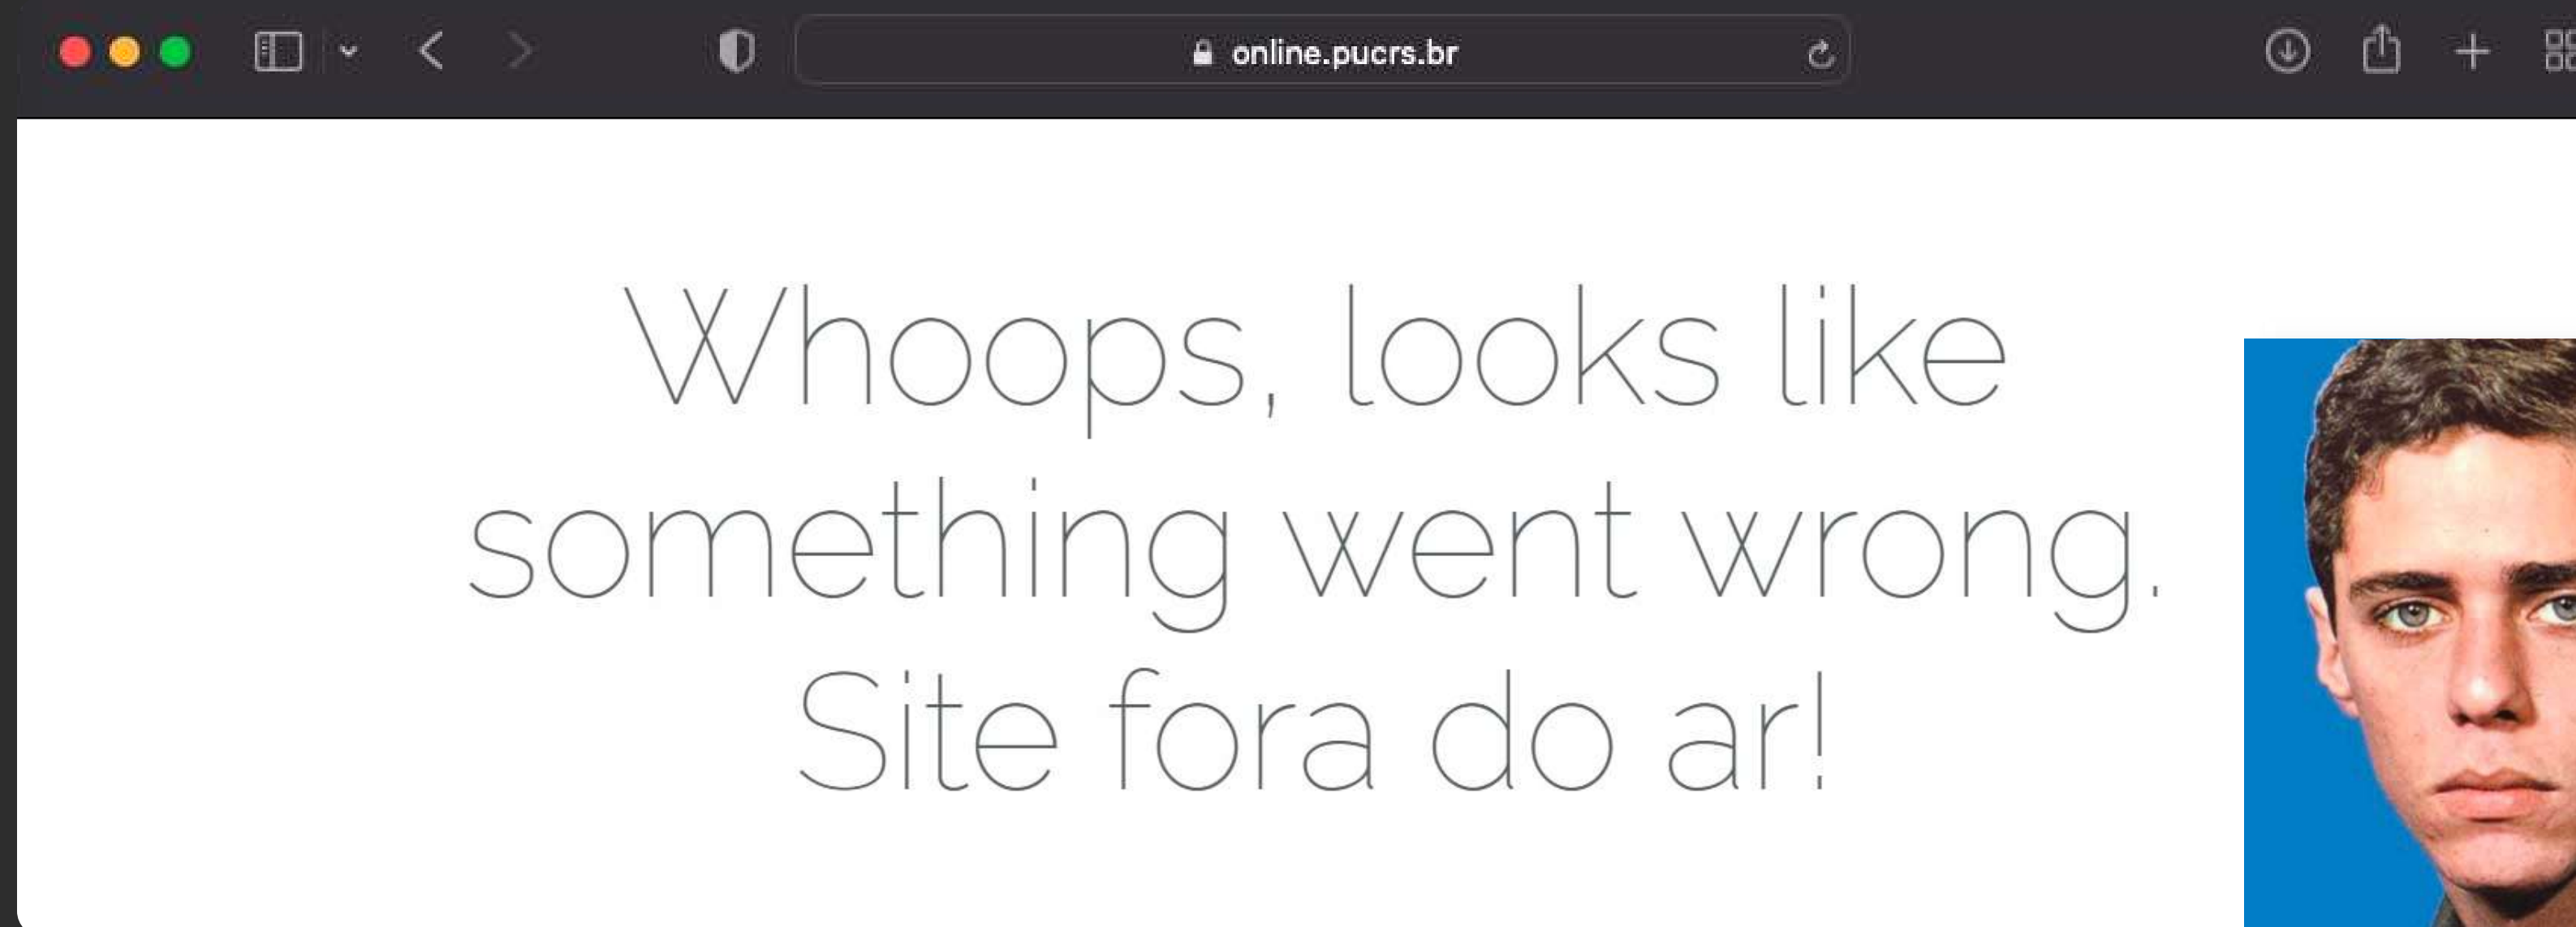 online.pucrs.br
Whoops, looks like
something went wrong.
Site fora do ar!